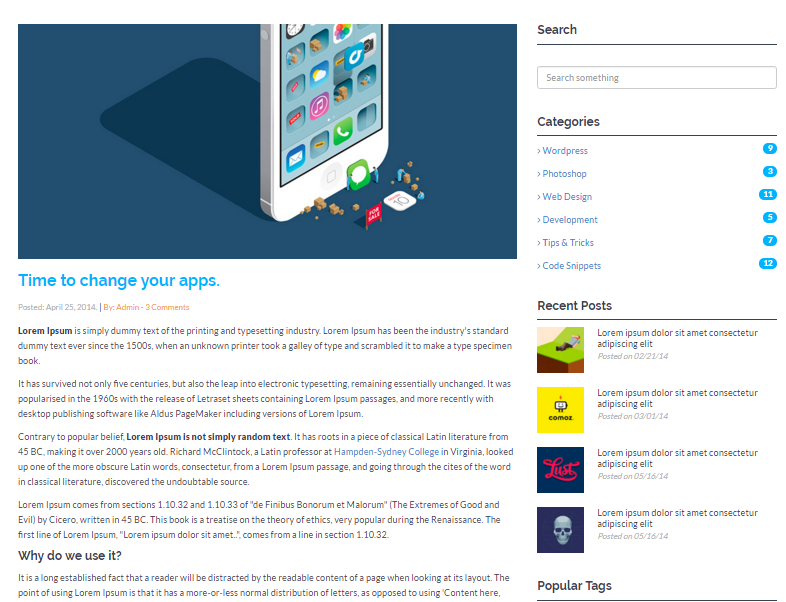 FOR SALE
10
Time to change your apps.
Posted: April 25, 2014. | By: Admin - 3 Comments
Lorem Ipsum is simply dummy text of the printing and typesetting industry. Lorem Ipsum has been the industry's standard
dummy text ever since the 1500s, when an unknown printer took a galley of type and scrambled it to make a type specimen
book.
It has survived not only five centuries, but also the leap into electronic typesetting, remaining essentially unchanged. It was
popularised in the 1960s with the release of Letraset sheets containing Lorem Ipsum passages, and more recently with
desktop publishing software like Aldus PageMaker including versions of Lorem Ipsum.
Contrary to popular belief, Lorem Ipsum is not simply random text. It has roots in a piece of classical Latin literature from
45 BC, making it over 2000 years old. Richard McClintock, a Latin professor at Hampden-Sydney College in Virginia, looked
up one of the more obscure Latin words, consectetur, from a Lorem Ipsum passage, and going through the cites of the word
in classical literature, discovered the undoubtable source.
Lorem Ipsum comes from sections 1.10.32 and 1.10.33 of "de Finibus Bonorum et Malorum" (The Extremes of Good and
Evil) by Cicero, written in 45 BC. This book is a treatise on the theory of ethics, very popular during the Renaissance. The
first line of Lorem Ipsum, "Lorem ipsum dolor sit amet..", comes from a line in section 1.10.32.
Why do we use it?
It is a long established fact that a reader will be distracted by the readable content of a page when looking at its layout. The
point of using Lorem Ipsum is that it has a more-or-less normal distribution of letters, as opposed to using 'Content here,
Search
Search something
Categories
› Wordpress 9
› Photoshop 3
› Web Design 11
› Development 5
› Tips & Tricks 7
› Code Snippets 12
Recent Posts
Lorem ipsum dolor sit amet consectetur
adipiscing elit
Posted on 02/21/14
comoz.
Lorem ipsum dolor sit amet consectetur
adipiscing elit
Posted on 03/01/14
Lust
Lorem ipsum dolor sit amet consectetur
adipiscing elit
Posted on 05/16/14
Lorem ipsum dolor sit amet consectetur
adipiscing elit
Posted on 05/16/14
Popular Tags